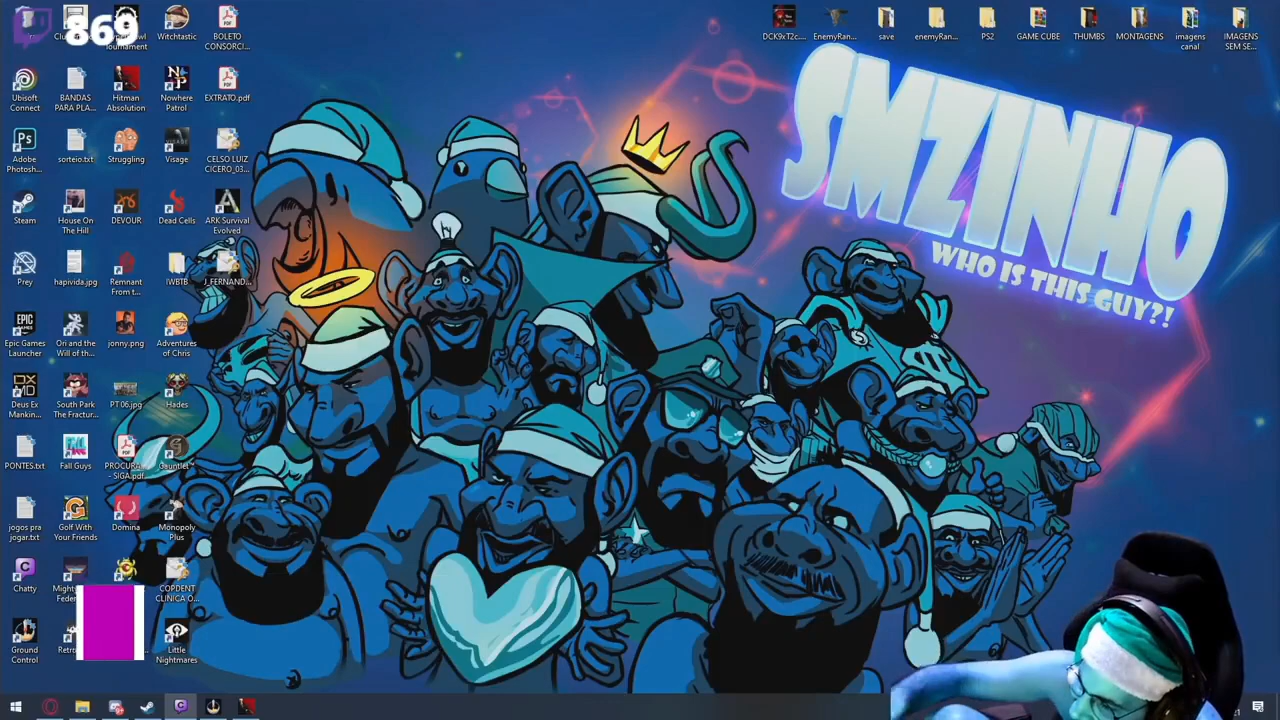 869
Witchtastic
BOLETO
CONSORCI...
Ubisoft
Connect
BANDAS
PARA PLA...
Hitman
Absolution
Nowhere
Patrol
EXTRATO.pdf
Adobe
Photosh...
sorteio.txt
Struggling
Visage
CELSO LUIZ
CICERO_03...
Steam
House On
The Hill
DEVOUR
Dead Cells
ARK Survival
Evolved
Prey
hapivida.jpg
Remnant
From t...
IWBTB
J_FERNAND...
Epic Games
Launcher
Ori and the
Will of th...
jonny.png
Adventures
of Chris
Deus Ex
Mankin...
South Park
The Fractur...
PT.06.jpg
Hades
PONTES.txt
Fall Guys
PROCURA...
- SIGA.pdf
Gauntlet
jogos pra
jogar.txt
Golf With
Your Friends
Domina
Monopoly
Plus
Chatty
COPDENT
CLINICA O...
Ground
Control
Little
Nightmares
DCK9xT2c...
EnemyRan...
save
enemyRan...
PS2
GAME CUBE
THUMBS
MONTAGENS
imagens
canal
IMAGENS
SEM SE...
SMZINHO
WHO IS THIS GUY?!